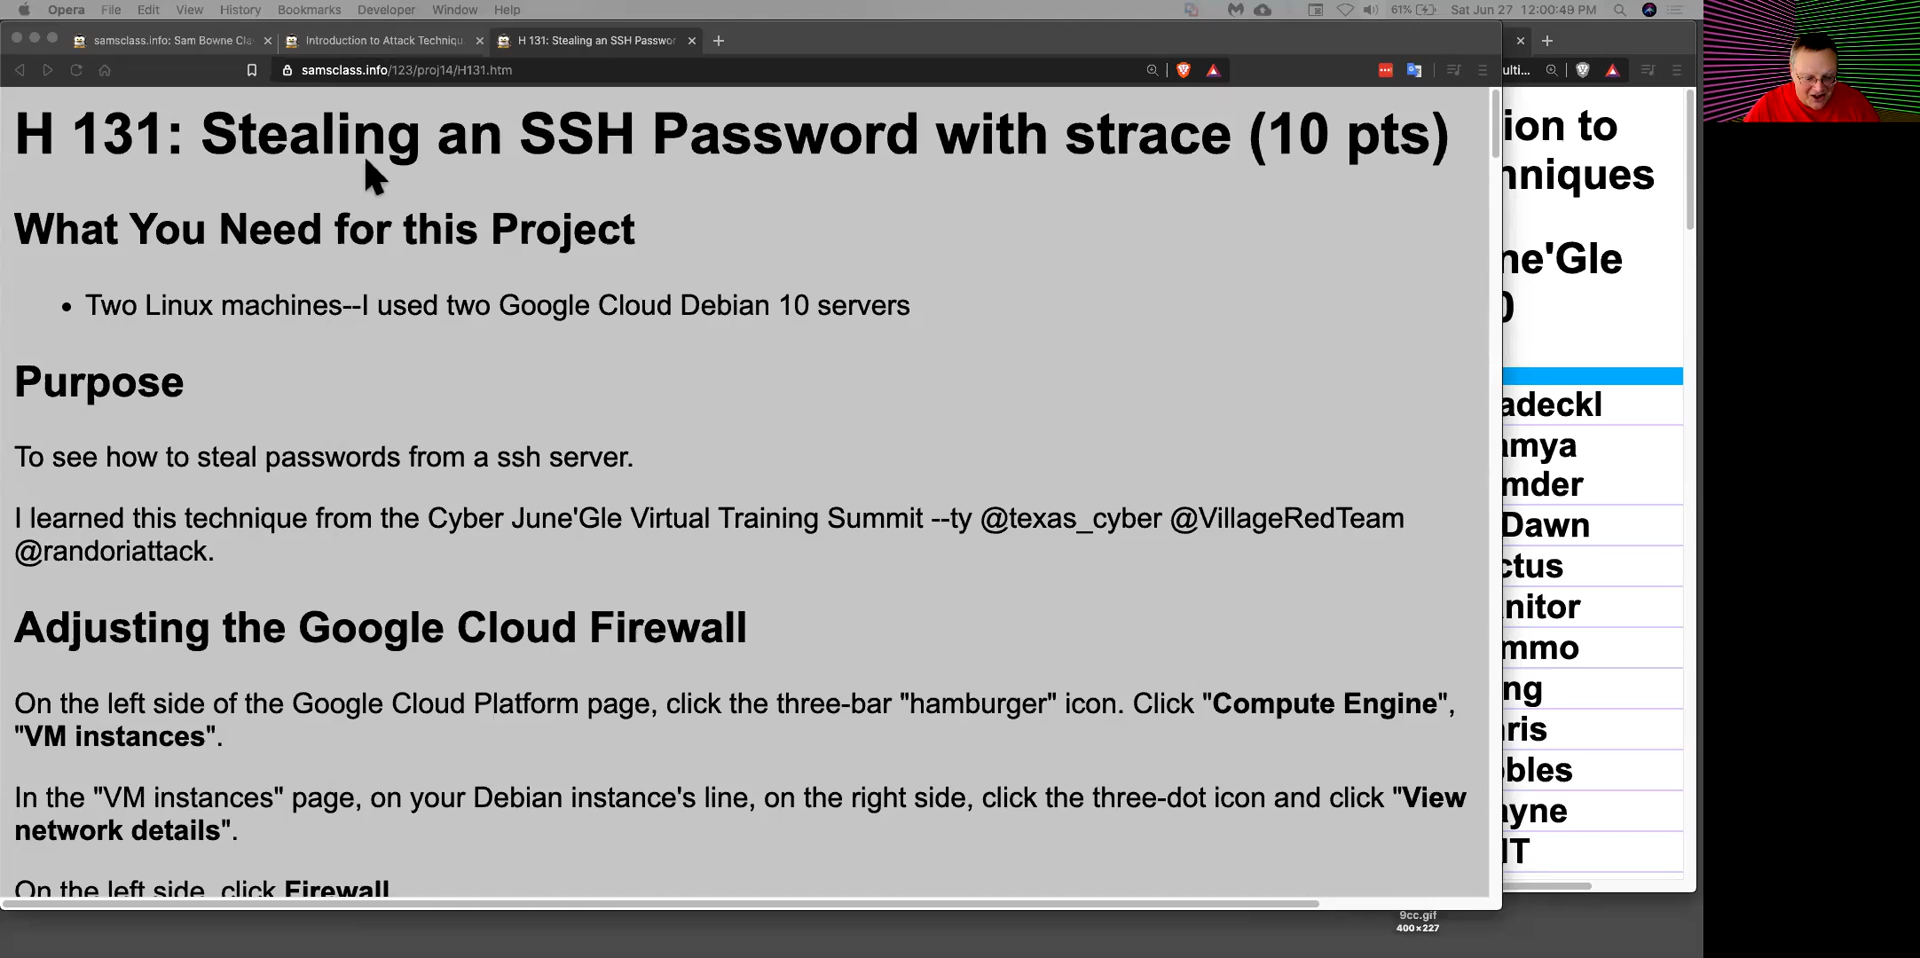 Opera File Edit View History Bookmarks Developer Window Help 61% Sat Jun 27 12:00:49 PM
samsclass.info: Sam Bowne Cla Introduction to Attack Techniqu H 131: Stealing an SSH Passwor
samsclass.info/123/proj14/H131.htm ulti...
H 131: Stealing an SSH Password with strace (10 pts)
What You Need for this Project
• Two Linux machines--I used two Google Cloud Debian 10 servers
Purpose
To see how to steal passwords from a ssh server.
I learned this technique from the Cyber June'Gle Virtual Training Summit --ty @texas_cyber @VillageRedTeam
@randoriattack.
Adjusting the Google Cloud Firewall
On the left side of the Google Cloud Platform page, click the three-bar "hamburger" icon. Click "Compute Engine",
"VM instances".
In the "VM instances" page, on your Debian instance's line, on the right side, click the three-dot icon and click "View
network details".
On the left side, click Firewall
ion to
nniques
ne'Gle
adeckl
amya
mder
Dawn
ctus
nitor
mmo
ng
ris
bles
ayne
IT
9cc.gif
400×227